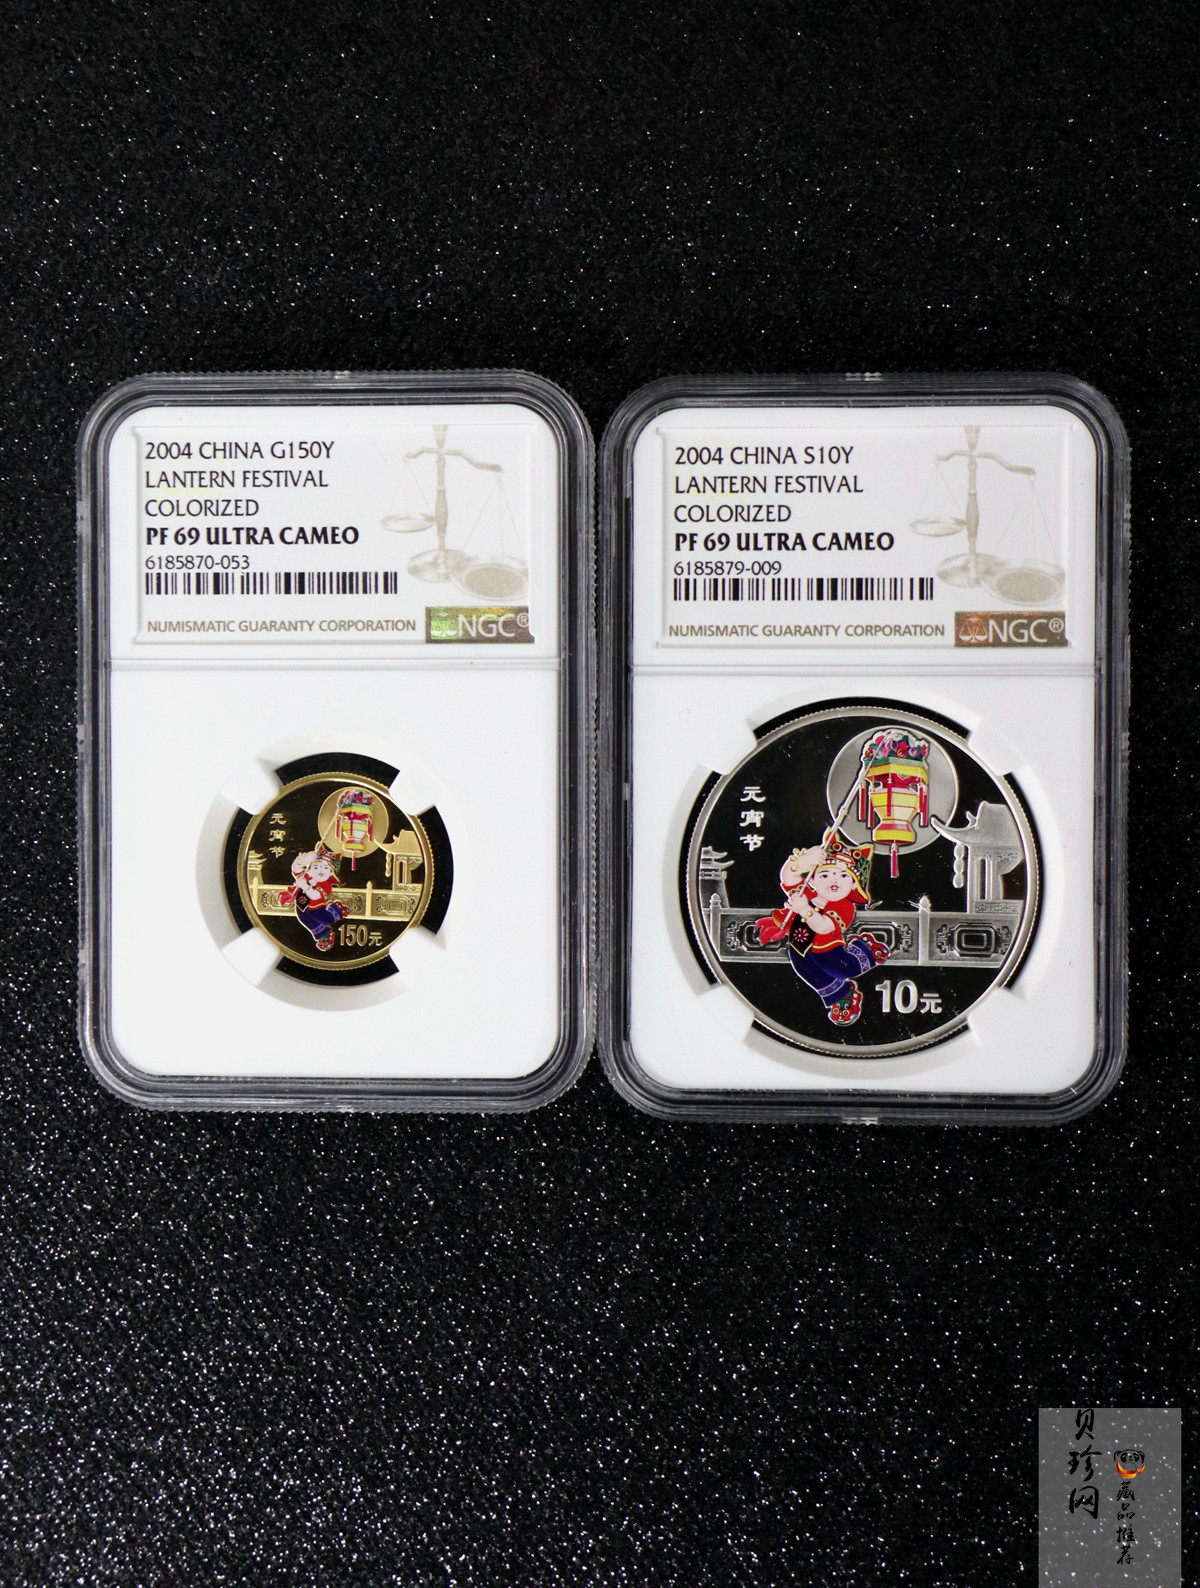 2004 CHINA G150Y
LANTERN FESTIVAL
COLORIZED
PF 69 ULTRA CAMEO
6185870-053
NUMISMATIC GUARANTY CORPORATION
NGC®
元宵节
150元
2004 CHINA S10Y
LANTERN FESTIVAL
COLORIZED
PF 69 ULTRA CAMEO
6185879-009
NUMISMATIC GUARANTY CORPORATION
NGC®
元宵节
10元
贝珍网
藏品推荐